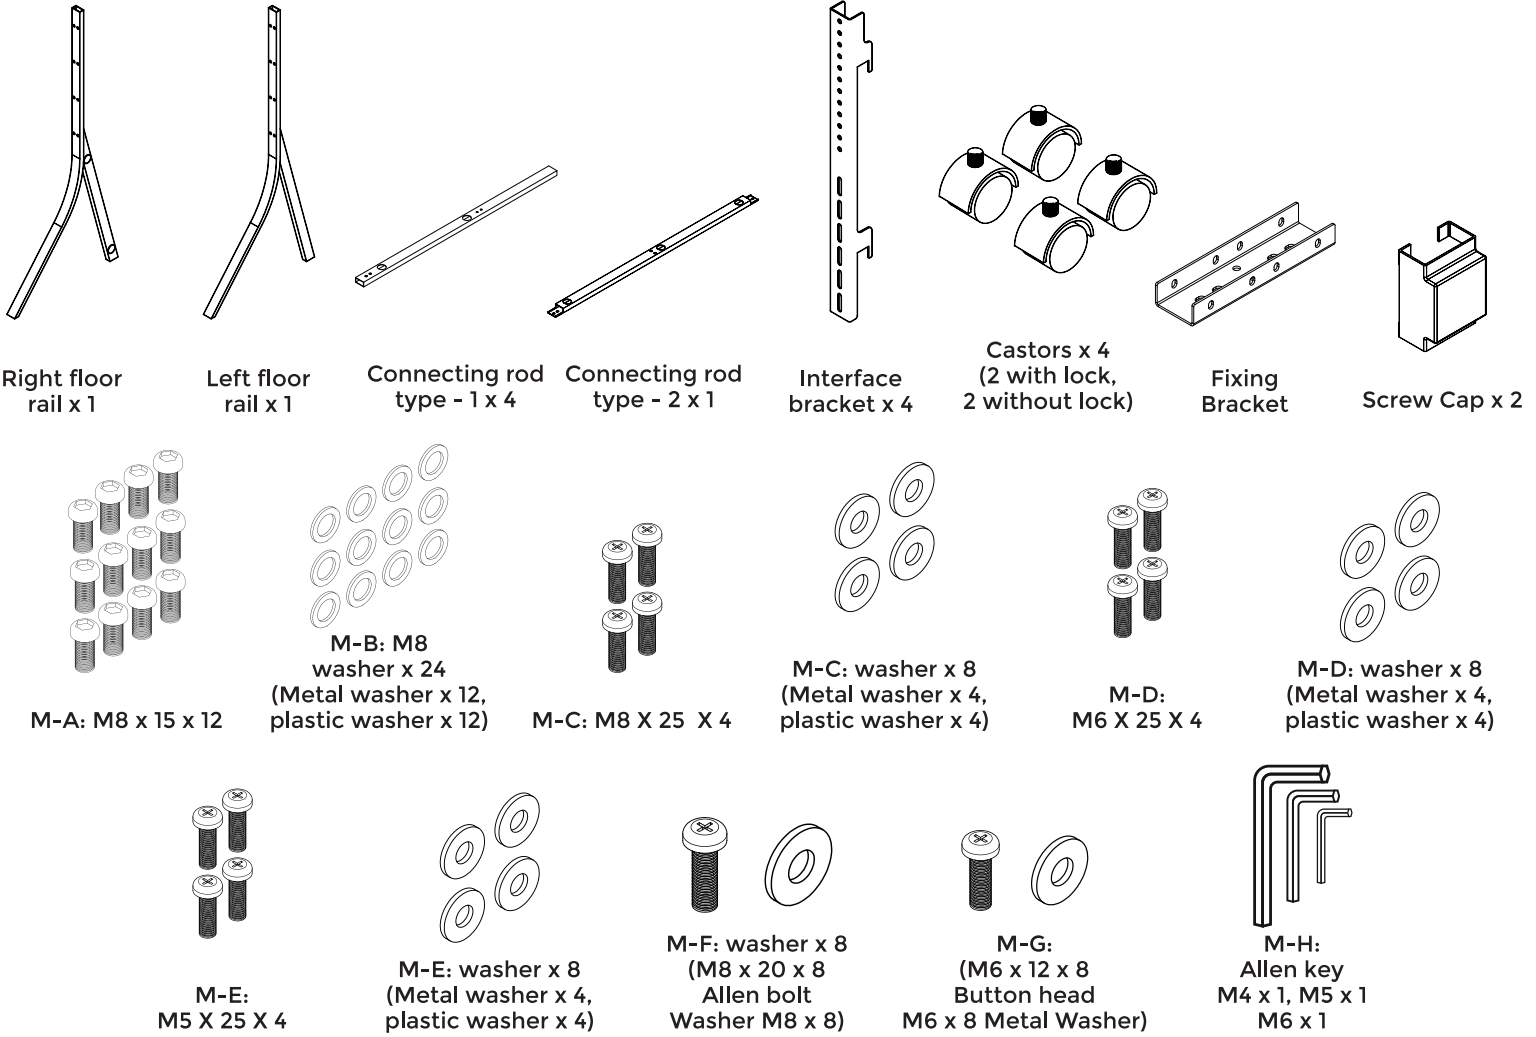 Right floor
rail x 1
Left floor
rail x 1
Connecting rod
type - 1 x 4
Connecting rod
type - 2 x 1
Interface
bracket x 4
Castors x 4
(2 with lock,
2 without lock)
Fixing
Bracket
Screw Cap x 2
M-A: M8 x 15 x 12
M-B: M8
washer x 24
(Metal washer x 12,
plastic washer x 12)
M-C: M8 X 25 X 4
M-C: washer x 8
(Metal washer x 4,
plastic washer x 4)
M-D:
M6 X 25 X 4
M-D: washer x 8
(Metal washer x 4,
plastic washer x 4)
M-E:
M5 X 25 X 4
M-E: washer x 8
(Metal washer x 4,
plastic washer x 4)
M-F: washer x 8
(M8 x 20 x 8
Allen bolt
Washer M8 x 8)
M-G:
(M6 x 12 x 8
Button head
M6 x 8 Metal Washer)
M-H:
Allen key
M4 x 1, M5 x 1
M6 x 1